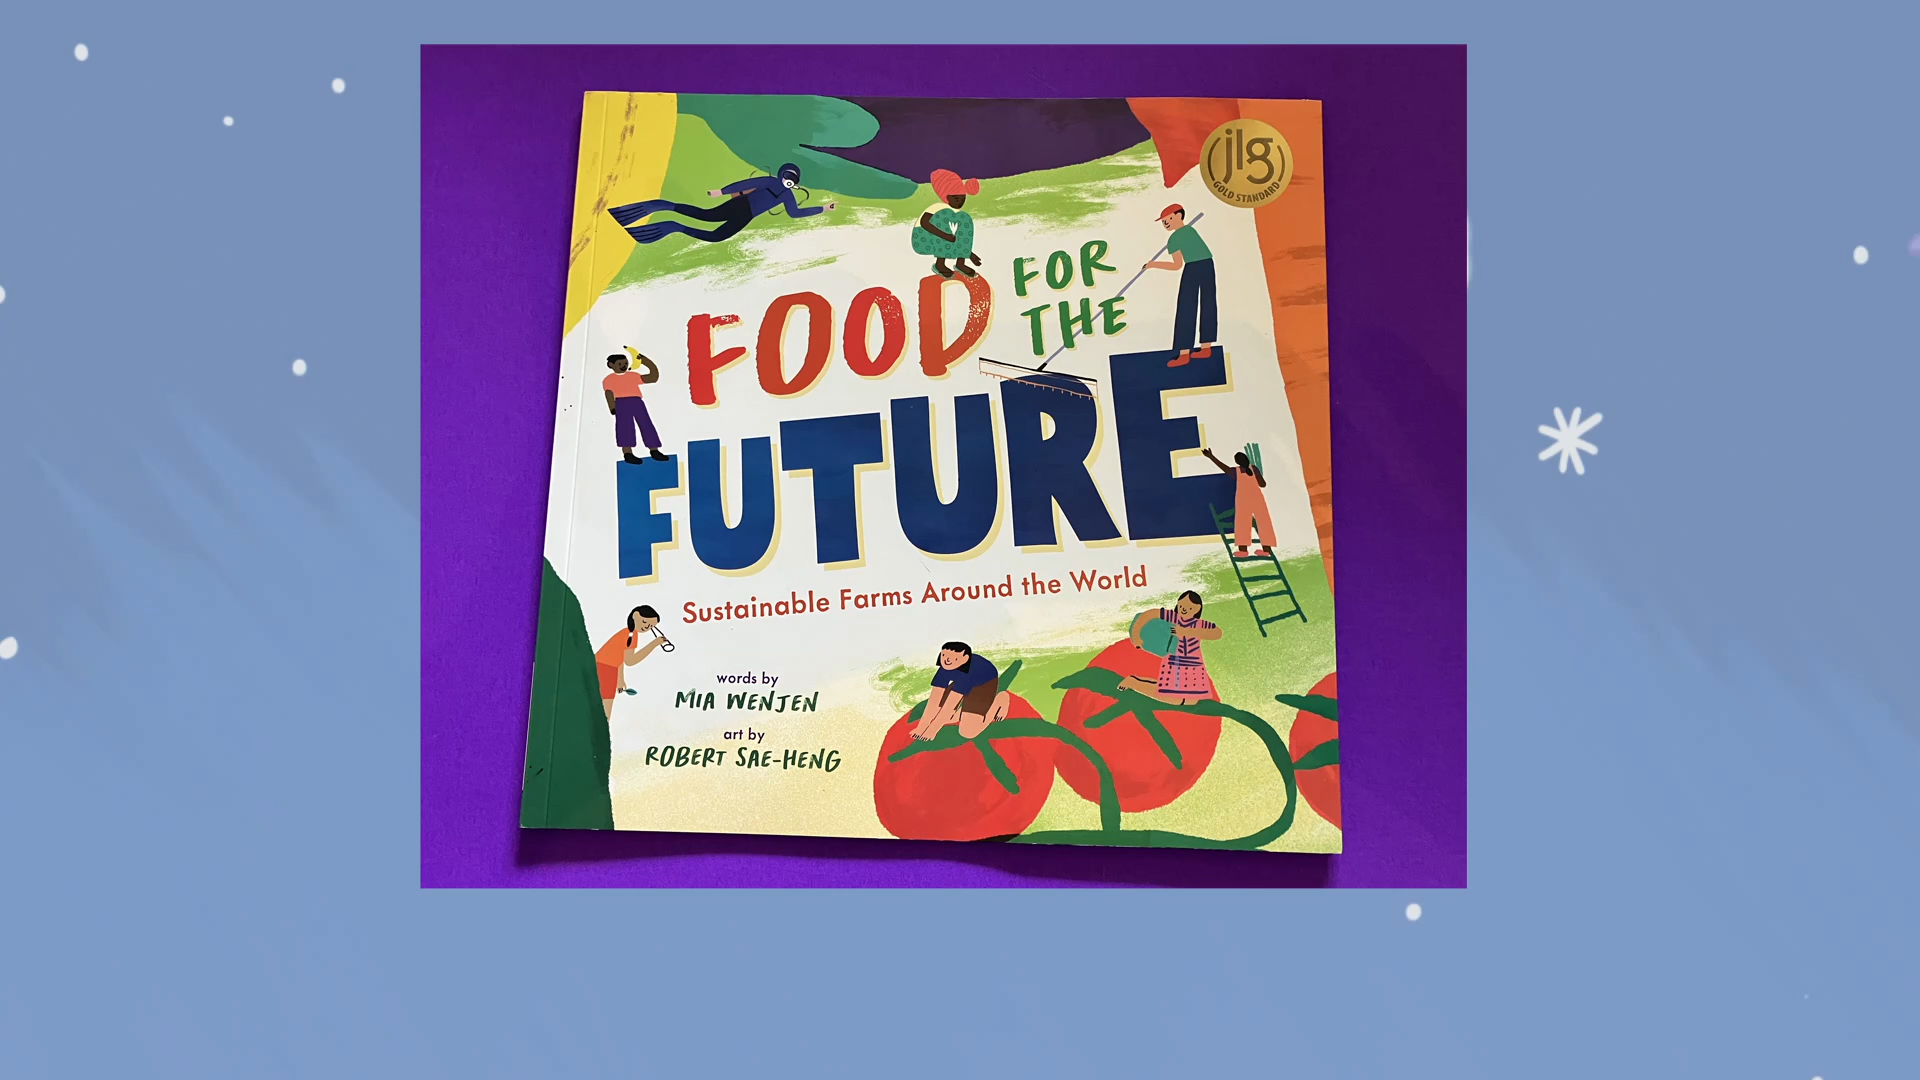 jlg
GOLD STANDARD
FOOD FOR
THE
FUTURE
Sustainable Farms Around the World
words by
MIA WENJEN
art by
ROBERT SAE-HENG